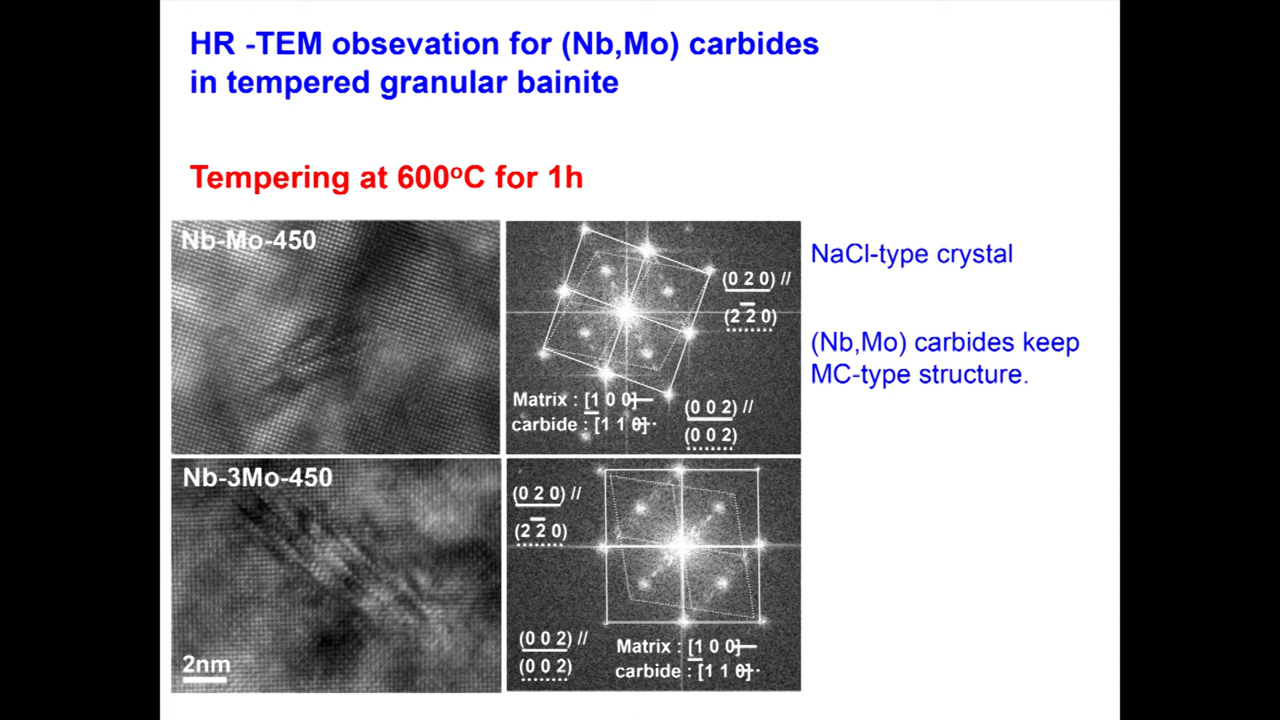 HR -TEM obsevation for (Nb,Mo) carbides
in tempered granular bainite
Tempering at 600°C for 1h
Nb-Mo-450
(0 2 0) //
(2 2̅ 0)
Matrix : [1 0 0]
carbide : [1̅ 1 0]
(0 0 2) //
(0 0 2)
NaCl-type crystal
(Nb,Mo) carbides keep
MC-type structure.
Nb-3Mo-450
2nm
(0 2 0) //
(2 2̅ 0)
(0 0 2) //
(0 0 2)
Matrix : [1 0 0]
carbide : [1̅ 1 0]